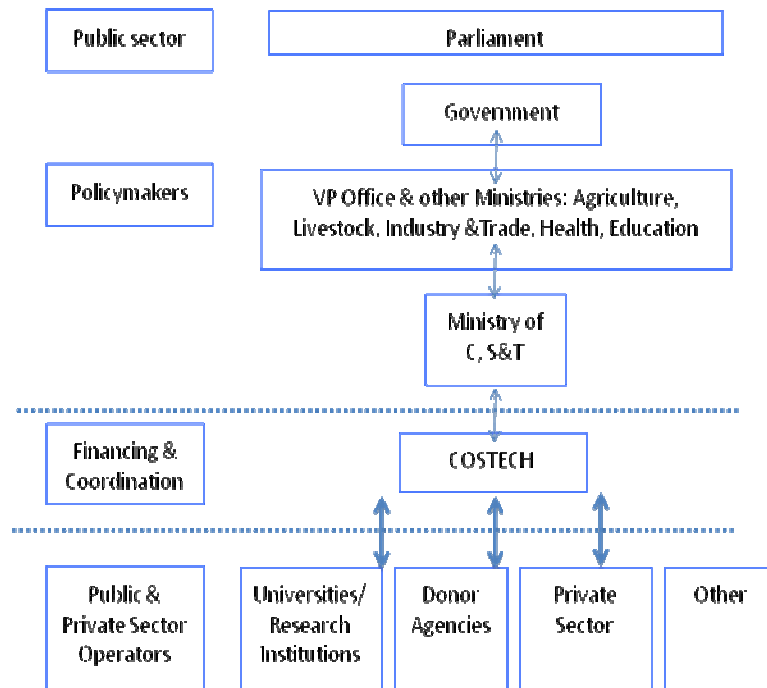 Public sector
Parliament
Government
Policymakers
VP Office & other Ministries: Agriculture,
Livestock, Industry &Trade, Health, Education
Ministry of
C, S&T
Financing &
Coordination
COSTECH
Public &
Private Sector
Operators
Universities/
Research
Institutions
Donor
Agencies
Private
Sector
Other